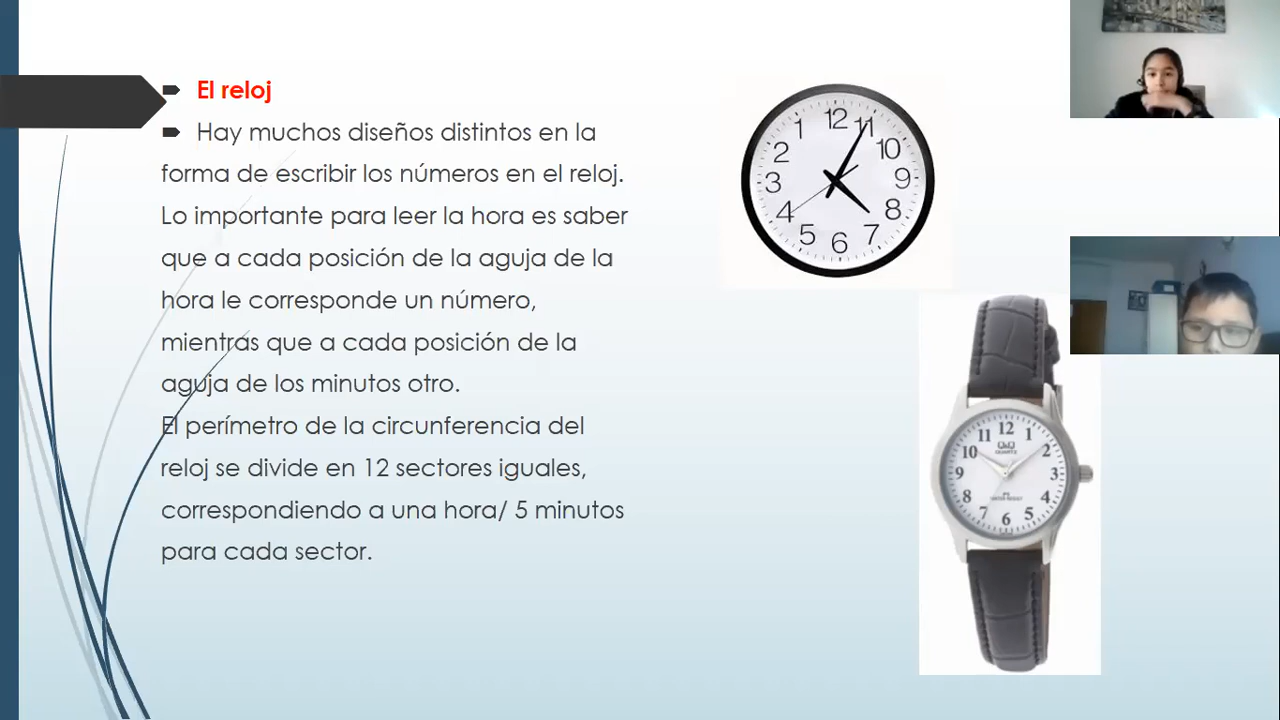 El reloj
Hay muchos diseños distintos en la
forma de escribir los números en el reloj.
Lo importante para leer la hora es saber
que a cada posición de la aguja de la
hora le corresponde un número,
mientras que a cada posición de la
aguja de los minutos otro.
El perímetro de la circunferencia del
reloj se divide en 12 sectores iguales,
correspondiendo a una hora/ 5 minutos
para cada sector.
12
11
10
9
8
7
6
5
4
3
2
1
12
1
2
3
4
5
6
7
8
9
10
11
Q&Q
QUARTZ
WATER RESIST